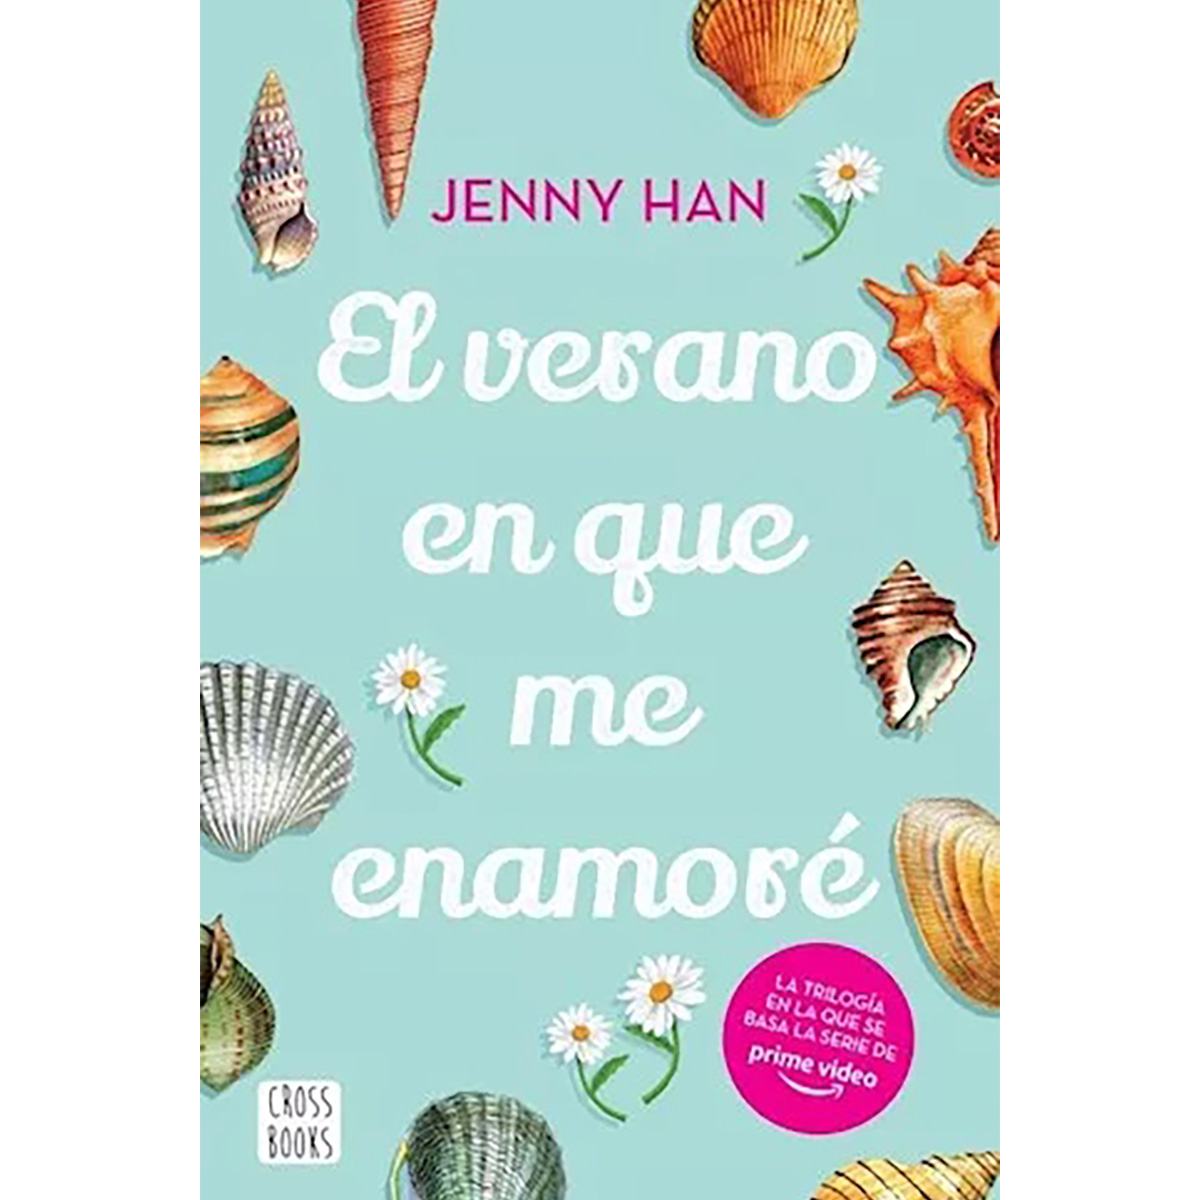 JENNY HAN
El verano
en que
me
enamoré
LA TRILOGÍA
EN LA QUE SE
BASA LA SERIE DE
prime video
CROSS
BOOKS